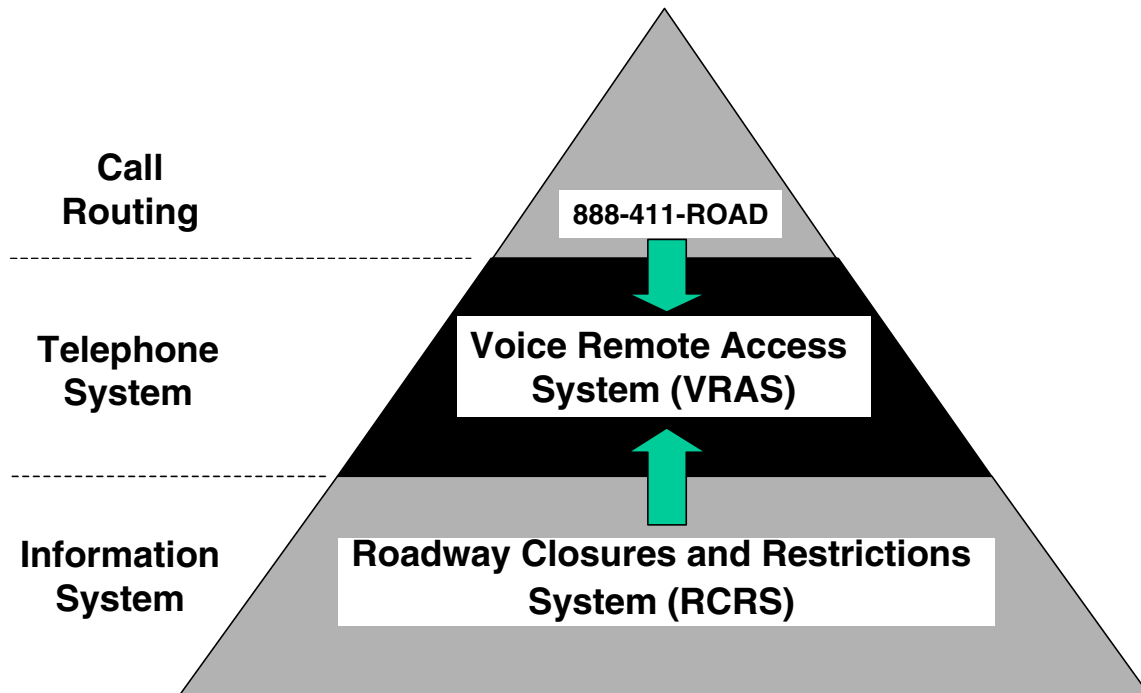 Call
Routing
888-411-ROAD
Telephone
System
Voice Remote Access
System (VRAS)
Information
System
Roadway Closures and Restrictions
System (RCRS)